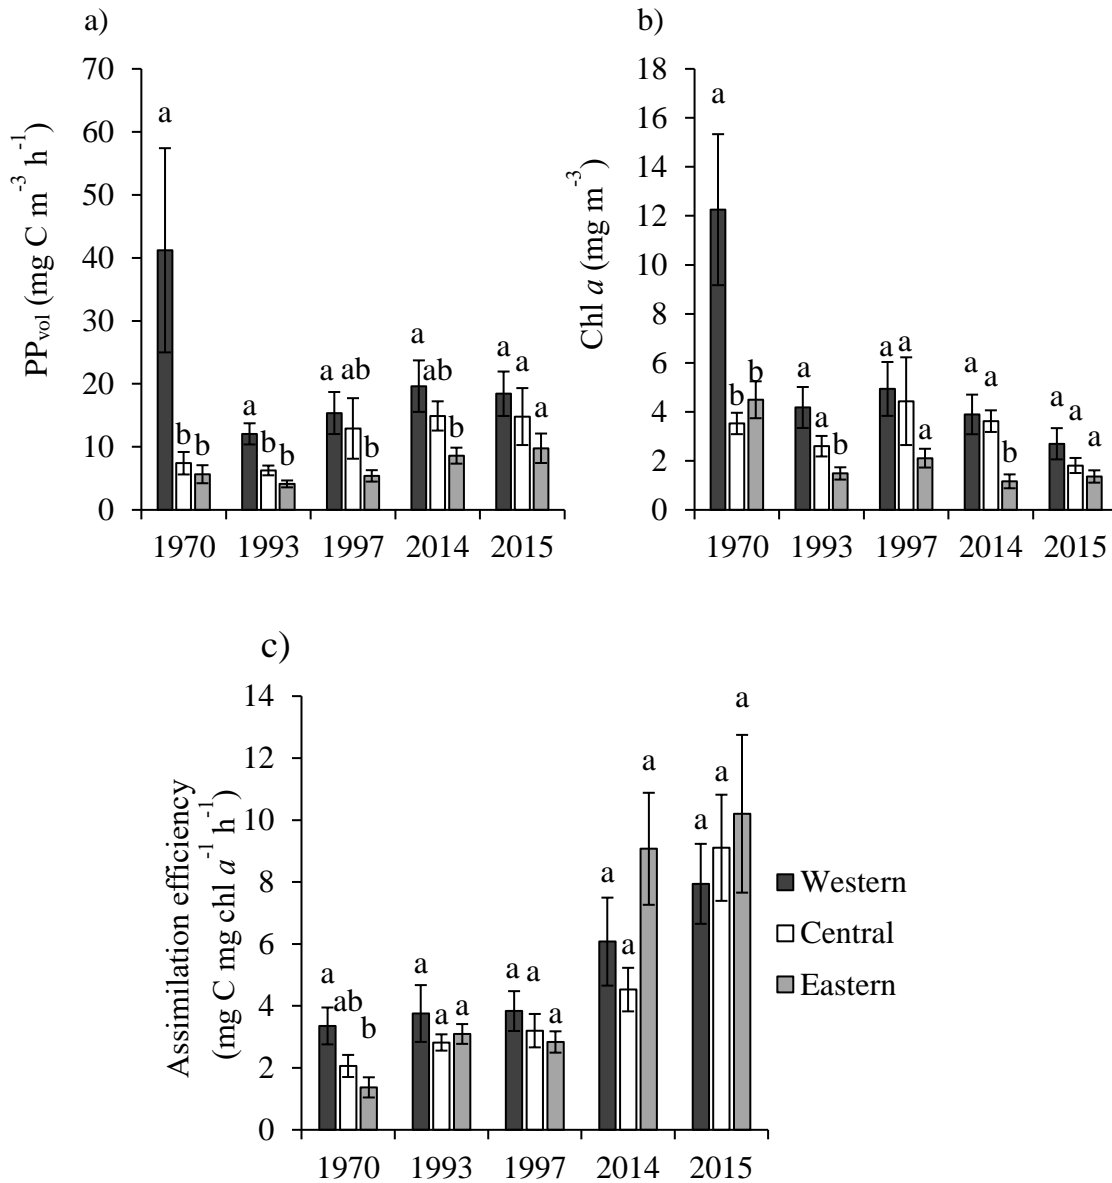 a)
PPvol (mg C m-3 h-1)
70
60
50
40
30
20
10
0
a
b
b
a
b
b
a
ab
b
a
ab
b
a
a
a
1970
1993
1997
2014
2015
b)
Chl a (mg m-3)
18
16
14
12
10
8
6
4
2
0
a
b
b
a
a
b
a
a
a
a
a
b
a
a
a
1970
1993
1997
2014
2015
c)
Assimilation efficiency
(mg C mg chl a-1 h-1)
14
12
10
8
6
4
2
0
a
ab
b
a
a
a
a
a
a
a
a
a
a
a
a
1970
1993
1997
2014
2015
Western
Central
Eastern